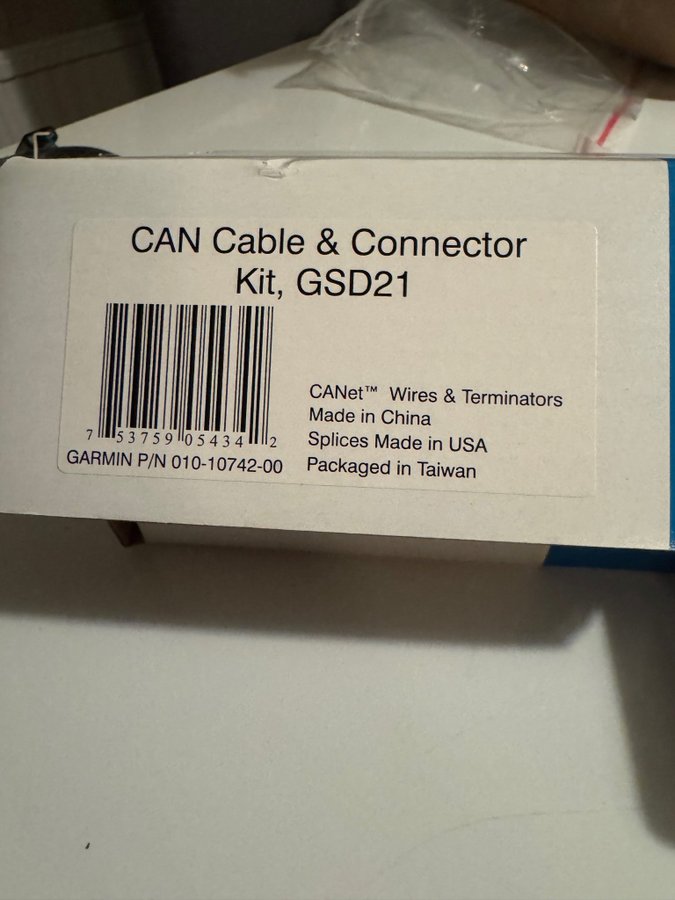 CAN Cable & Connector
Kit, GSD21
7 53759 05434 2
GARMIN P/N 010-10742-00
CANet™ Wires & Terminators
Made in China
Splices Made in USA
Packaged in Taiwan